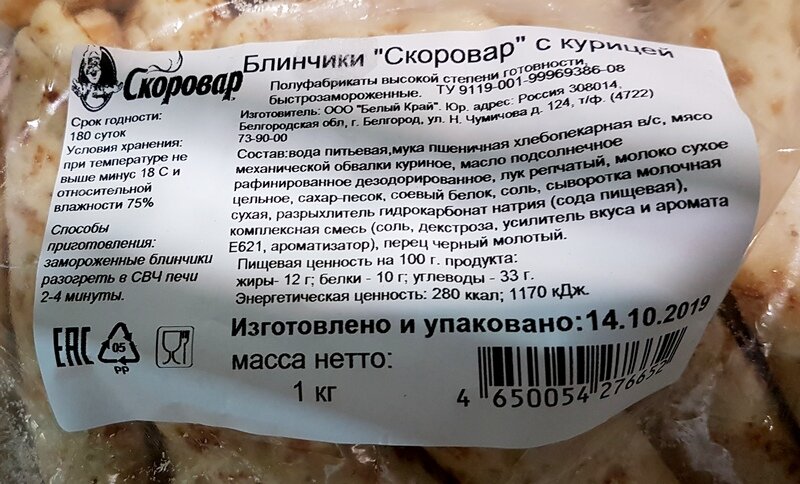 Скоровар
Блинчики "Скоровар" с курицей
Полуфабрикаты высокой степени готовности,
быстрозамороженные. ТУ 9119-001-99969386-08
Изготовитель: ООО "Белый Край". Юр. адрес: Россия 308014,
Белгородская обл, г. Белгород, ул. Н. Чумичова д. 124, т/ф. (4722)
73-90-00
Состав:вода питьевая,мука пшеничная хлебопекарная в/с, мясо
механической обвалки куриное, масло подсолнечное
рафинированное дезодорированное, лук репчатый, молоко сухое
цельное, сахар-песок, соевый белок, соль, сыворотка молочная
сухая, разрыхлитель гидрокарбонат натрия (сода пищевая),
комплексная смесь (соль, декстроза, усилитель вкуса и аромата
Е621, ароматизатор), перец черный молотый.
Пищевая ценность на 100 г. продукта:
жиры- 12 г; белки - 10 г; углеводы - 33 г.
Энергетическая ценность: 280 ккал; 1170 кДж.
Срок годности:
180 суток
Условия хранения:
при температуре не
выше минус 18 С и
относительной
влажности 75%
Способы
приготовления:
замороженные блинчики
разогреть в СВЧ печи
2-4 минуты.
Изготовлено и упаковано:14.10.2019
масса нетто:
1 кг
EAC
05
PP
4 650054 276652